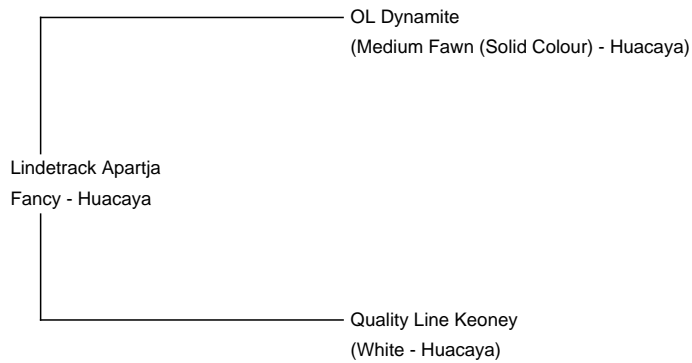 OL Dynamite
(Medium Fawn (Solid Colour) - Huacaya)
Lindetrack Apartja
Fancy - Huacaya
Quality Line Keoney
(White - Huacaya)